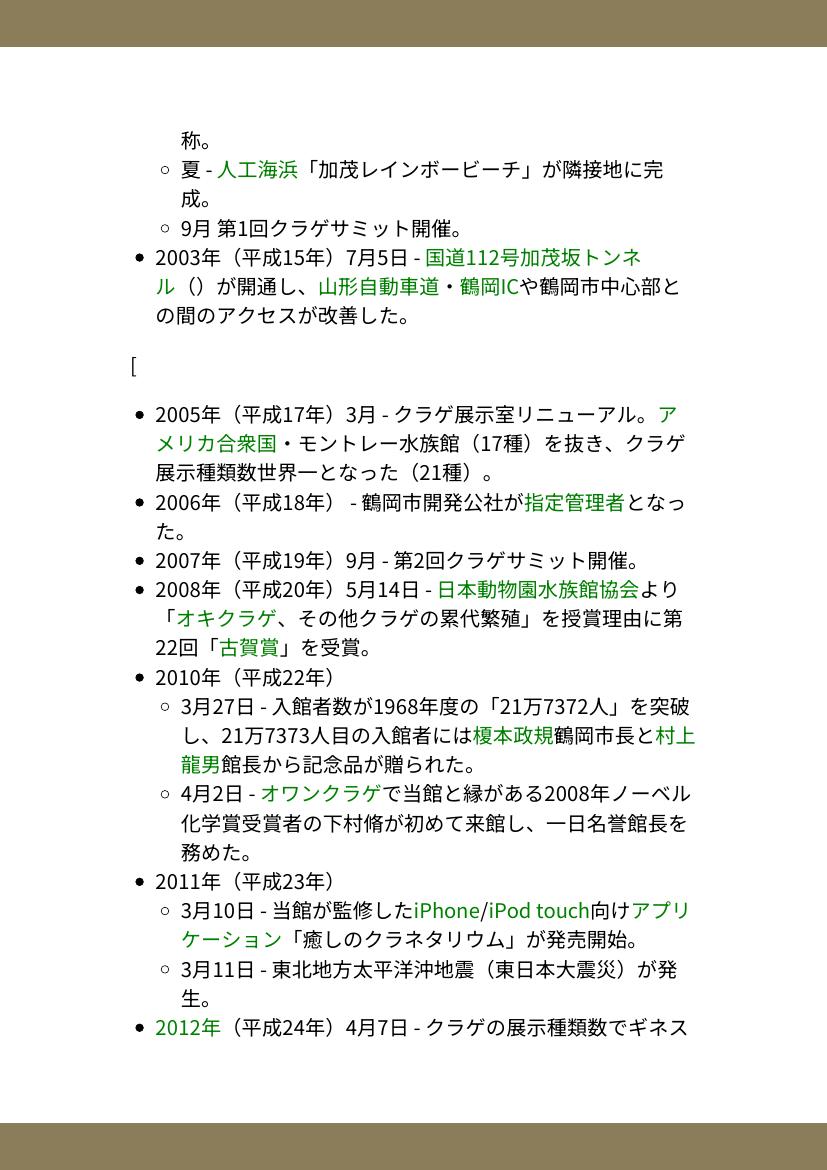 称。
夏 - 人工海浜「加茂レインボービーチ」が隣接地に完
成。
9月 第1回クラゲサミット開催。
2003年（平成15年）7月5日 - 国道112号加茂坂トンネ
ル（）が開通し、山形自動車道・鶴岡ICや鶴岡市中心部と
の間のアクセスが改善した。
[
2005年（平成17年）3月 - クラゲ展示室リニューアル。ア
メリカ合衆国・モントレー水族館（17種）を抜き、クラゲ
展示種類数世界一となった（21種）。
2006年（平成18年） - 鶴岡市開発公社が指定管理者となっ
た。
2007年（平成19年）9月 - 第2回クラゲサミット開催。
2008年（平成20年）5月14日 - 日本動物園水族館協会より
「オキクラゲ、その他クラゲの累代繁殖」を授賞理由に第
22回「古賀賞」を受賞。
2010年（平成22年）
3月27日 - 入館者数が1968年度の「21万7372人」を突破
し、21万7373人目の入館者には榎本政規鶴岡市長と村上
龍男館長から記念品が贈られた。
4月2日 - オワンクラゲで当館と縁がある2008年ノーベル
化学賞受賞者の下村脩が初めて来館し、一日名誉館長を
務めた。
2011年（平成23年）
3月10日 - 当館が監修したiPhone/iPod touch向けアプリ
ケーション「癒しのクラネタリウム」が発売開始。
3月11日 - 東北地方太平洋沖地震（東日本大震災）が発
生。
2012年（平成24年）4月7日 - クラゲの展示種類数でギネス